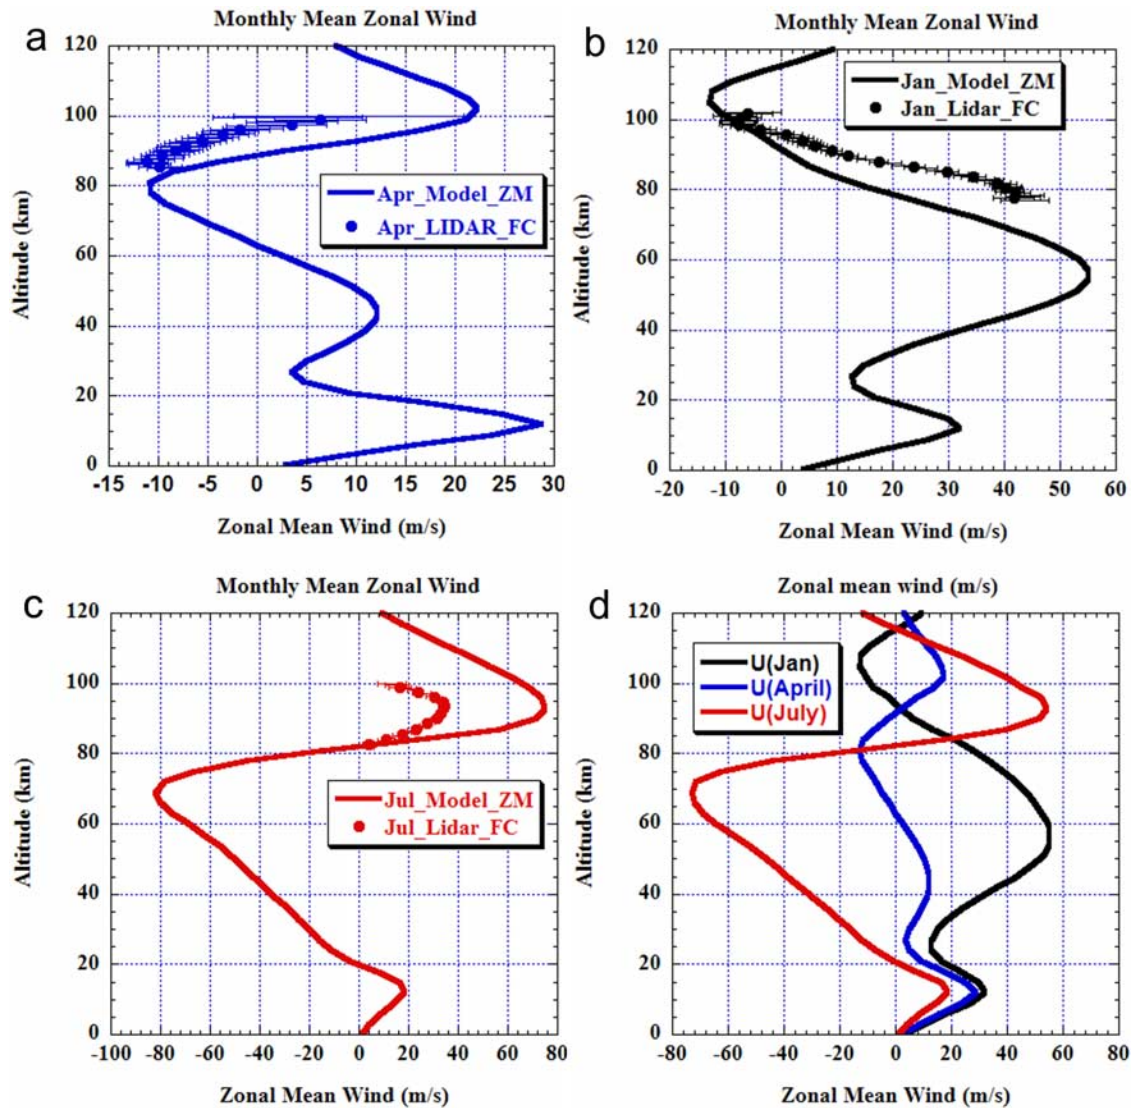 a
Monthly Mean Zonal Wind
120
100
80
60
40
20
0
Altitude (km)
Apr_Model_ZM
Apr_LIDAR_FC
-15 -10 -5 0 5 10 15 20 25 30
Zonal Mean Wind (m/s)
b
Monthly Mean Zonal Wind
120
100
80
60
40
20
0
Altitude (km)
Jan_Model_ZM
Jan_Lidar_FC
-20 -10 0 10 20 30 40 50 60
Zonal Mean Wind (m/s)
c
Monthly Mean Zonal Wind
120
100
80
60
40
20
0
Altitude (km)
Jul_Model_ZM
Jul_Lidar_FC
-100 -80 -60 -40 -20 0 20 40 60 80
Zonal Mean Wind (m/s)
d
Zonal mean wind (m/s)
120
100
80
60
40
20
0
Altitude (km)
U(Jan)
U(April)
U(July)
-80 -60 -40 -20 0 20 40 60 80
Zonal Mean Wind (m/s)